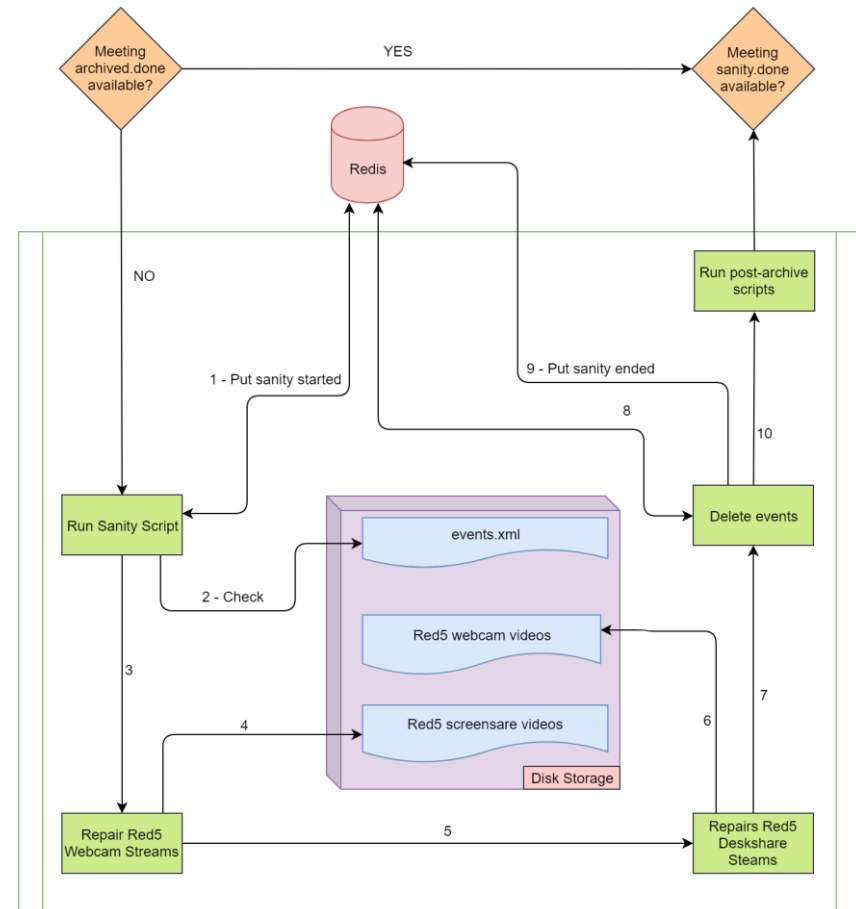 Meeting
archived.done
available?
YES
Meeting
sanity.done
available?
Redis
NO
Run post-archive
scripts
1 - Put sanity started
9 - Put sanity ended
8
10
Run Sanity Script
Delete events
events.xml
2 - Check
Red5 webcam videos
3
4
Red5 screensare videos
6
7
Disk Storage
Repair Red5
Webcam Streams
5
Repairs Red5
Deskshare
Steams